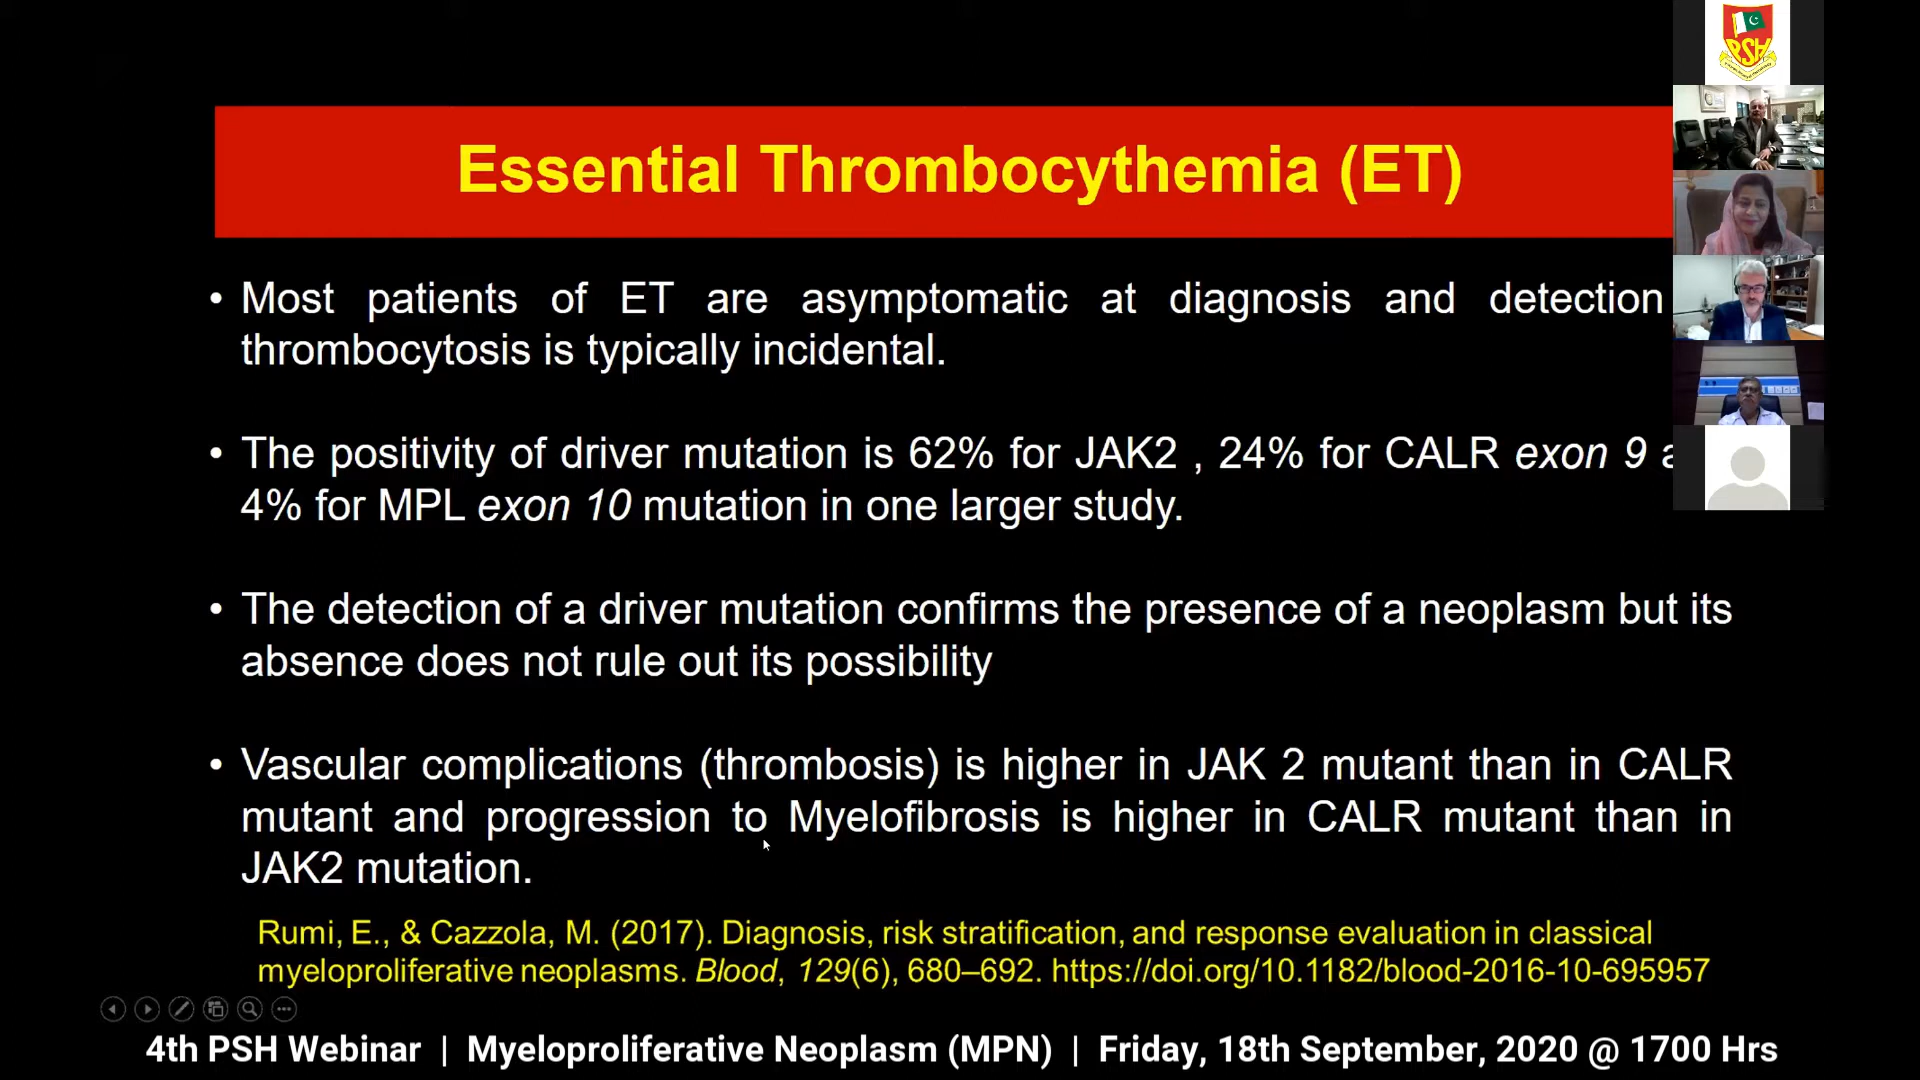 PSH
Essential Thrombocythemia (ET)
• Most patients of ET are asymptomatic at diagnosis and detection
thrombocytosis is typically incidental.
• The positivity of driver mutation is 62% for JAK2 , 24% for CALR exon 9
4% for MPL exon 10 mutation in one larger study.
• The detection of a driver mutation confirms the presence of a neoplasm but its
absence does not rule out its possibility
• Vascular complications (thrombosis) is higher in JAK 2 mutant than in CALR
mutant and progression to Myelofibrosis is higher in CALR mutant than in
JAK2 mutation.
Rumi, E., & Cazzola, M. (2017). Diagnosis, risk stratification, and response evaluation in classical
myeloproliferative neoplasms. Blood, 129(6), 680–692. https://doi.org/10.1182/blood-2016-10-695957
4th PSH Webinar | Myeloproliferative Neoplasm (MPN) | Friday, 18th September, 2020 @ 1700 Hrs